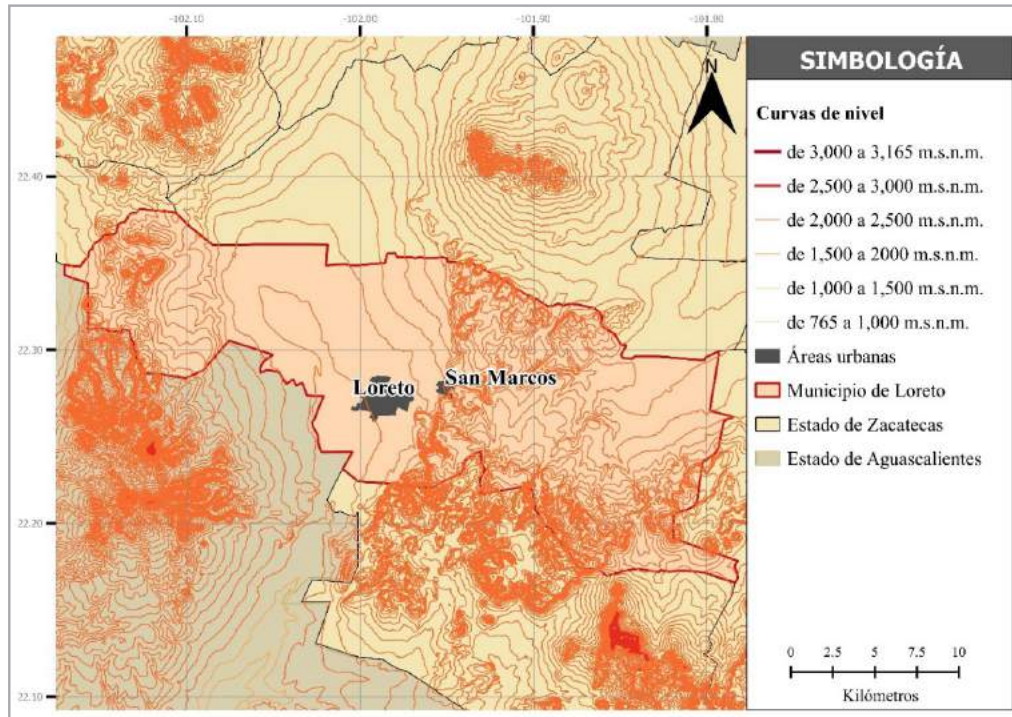 -102.10 -102.00 -101.90 -101.80
N
22.40
22.30
22.20
22.10
Loreto
San Marcos
SIMBOLOGÍA
Curvas de nivel
de 3,000 a 3,165 m.s.n.m.
de 2,500 a 3,000 m.s.n.m.
de 2,000 a 2,500 m.s.n.m.
de 1,500 a 2000 m.s.n.m.
de 1,000 a 1,500 m.s.n.m.
de 765 a 1,000 m.s.n.m.
Áreas urbanas
Municipio de Loreto
Estado de Zacatecas
Estado de Aguascalientes
0 2.5 5 7.5 10
Kilómetros